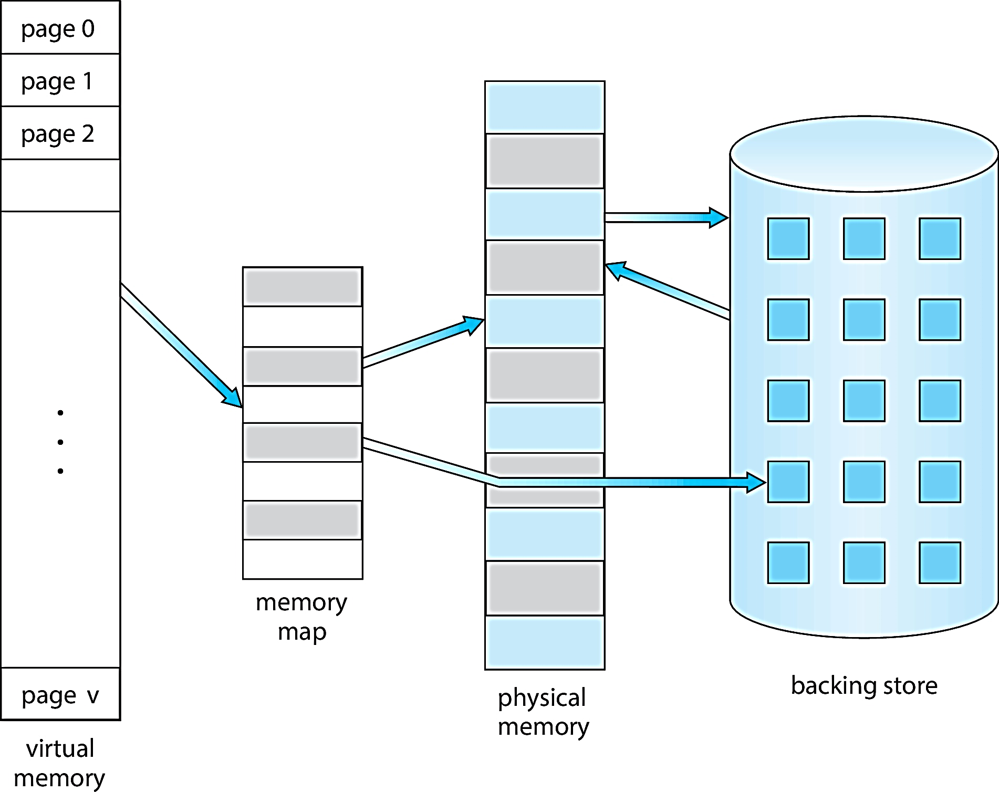 page 0
page 1
page 2
page v
virtual
memory
memory
map
physical
memory
backing store